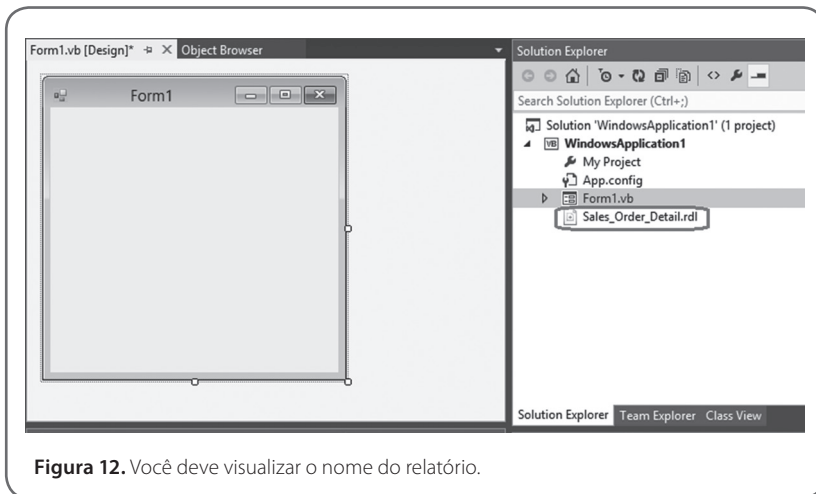 Form1.vb [Design]*
Object Browser
Form1
Solution Explorer
Search Solution Explorer (Ctrl+;)
Solution 'WindowsApplication1' (1 project)
VB WindowsApplication1
My Project
App.config
Form1.vb
Sales_Order_Detail.rdl
Solution Explorer Team Explorer Class View
Figura 12. Você deve visualizar o nome do relatório.